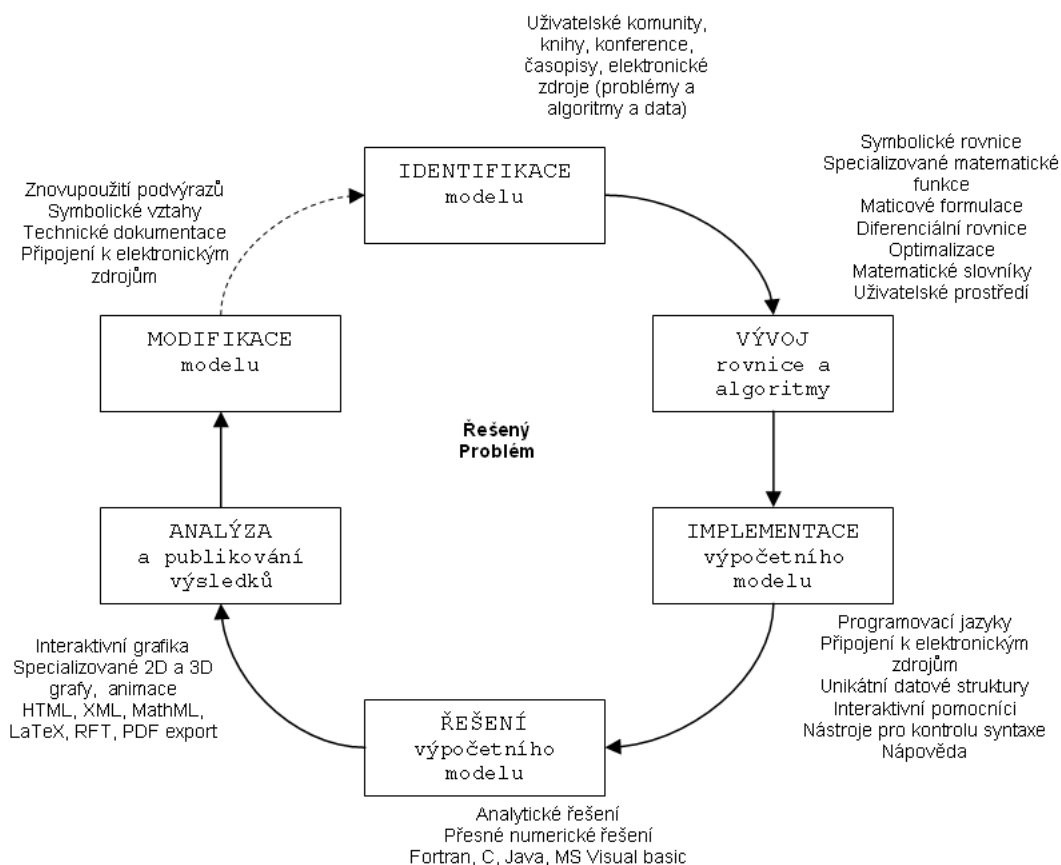 Uživatelské komunity,
knihy, konference,
časopisy, elektronické
zdroje (problémy a
algoritmy a data)
IDENTIFIKACE
modelu
Symbolické rovnice
Specializované matematické
funkce
Maticové formulace
Diferenciální rovnice
Optimalizace
Matematické slovníky
Uživatelské prostředí
Znovupoužití podvýrazů
Symbolické vztahy
Technické dokumentace
Připojení k elektronickým
zdrojům
MODIFIKACE
modelu
VÝVOJ
rovnice a
algoritmy
Řešený
Problém
ANALÝZA
a publikování
výsledků
IMPLEMENTACE
výpočetního
modelu
Programovací jazyky
Připojení k elektronickým
zdrojům
Unikátní datové struktury
Interaktivní pomocníci
Nástroje pro kontrolu syntaxe
Nápověda
Interaktivní grafika
Specializované 2D a 3D
grafy, animace
HTML, XML, MathML,
LaTeX, RFT, PDF export
ŘEŠENÍ
výpočetního
modelu
Analytické řešení
Přesné numerické řešení
Fortran, C, Java, MS Visual basic